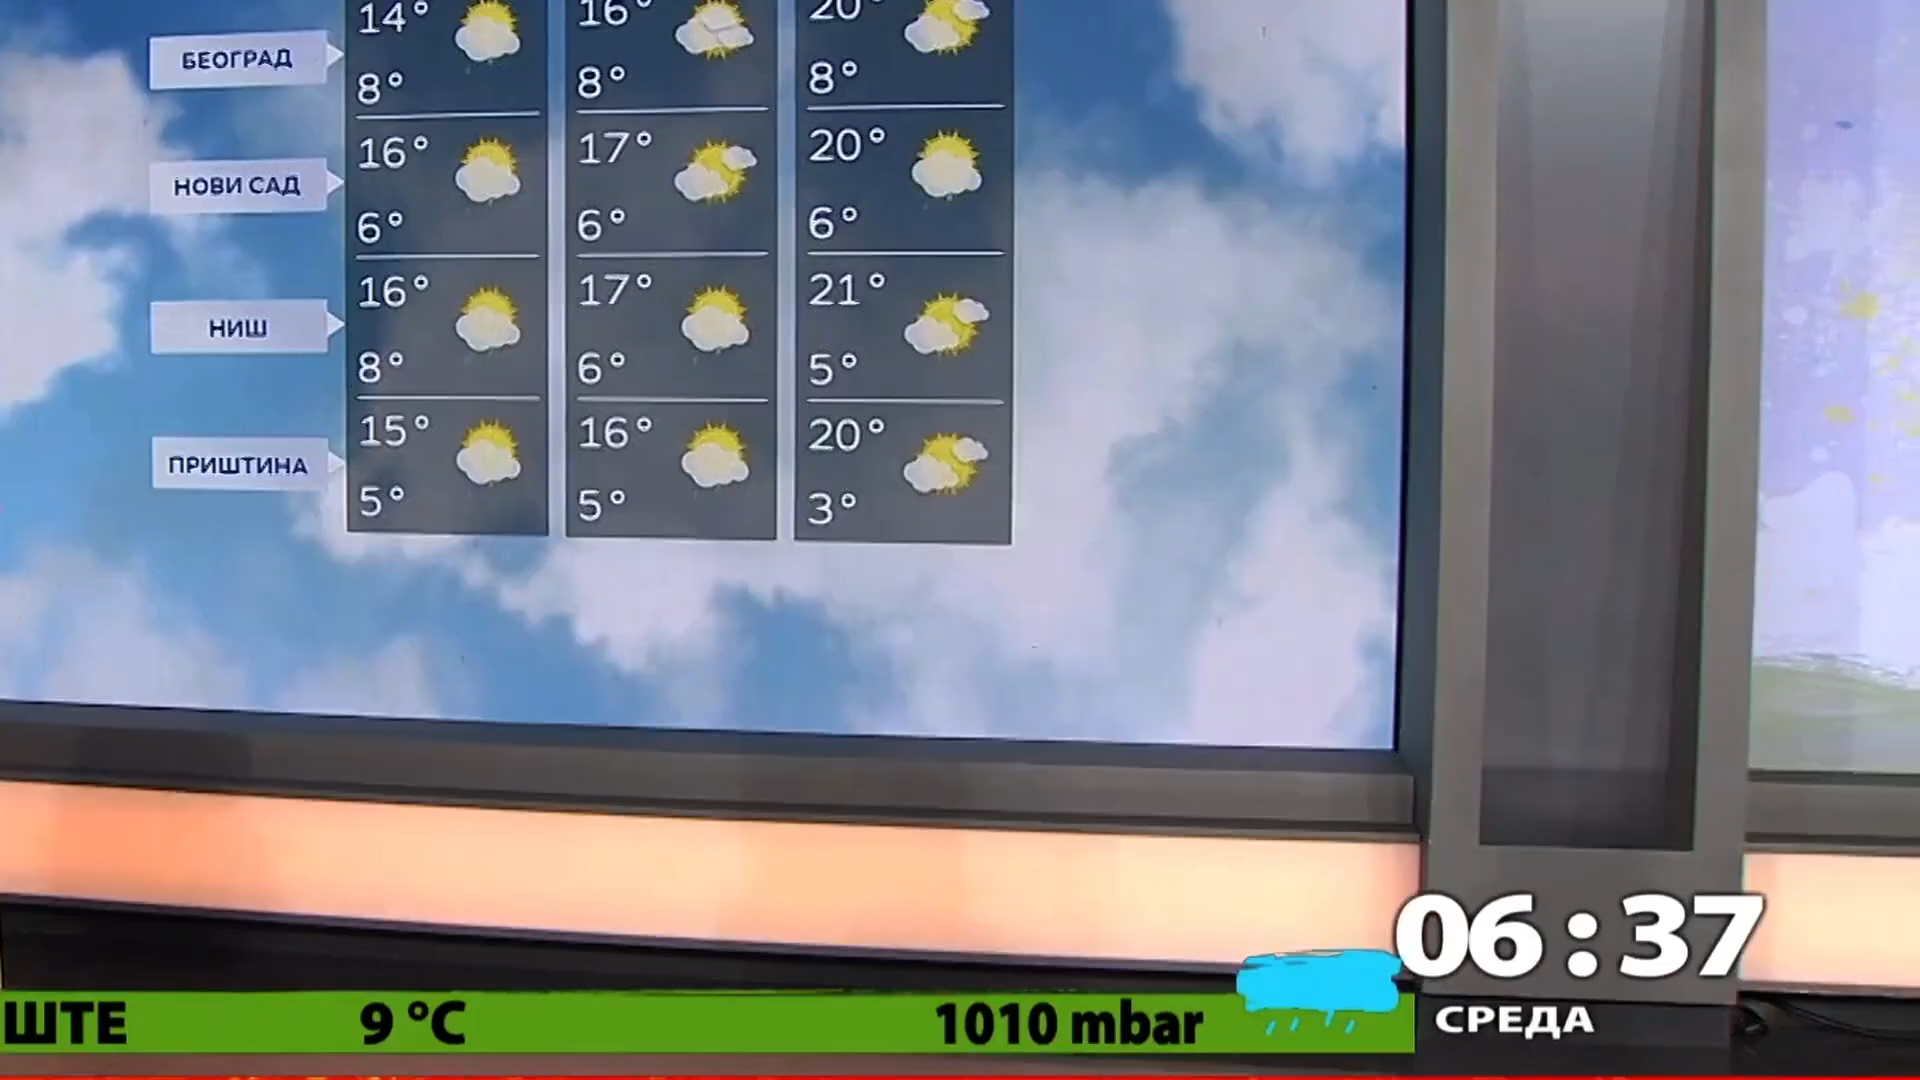 14° 16° 20°
БЕОГРАД
8° 8° 8°
16° 17° 20°
НОВИ САД
6° 6° 6°
16° 17° 21°
НИШ
8° 6° 5°
15° 16° 20°
ПРИШТИНА
5° 5° 3°
06:37
ШТЕ 9 °C 1010 mbar
СРЕДА